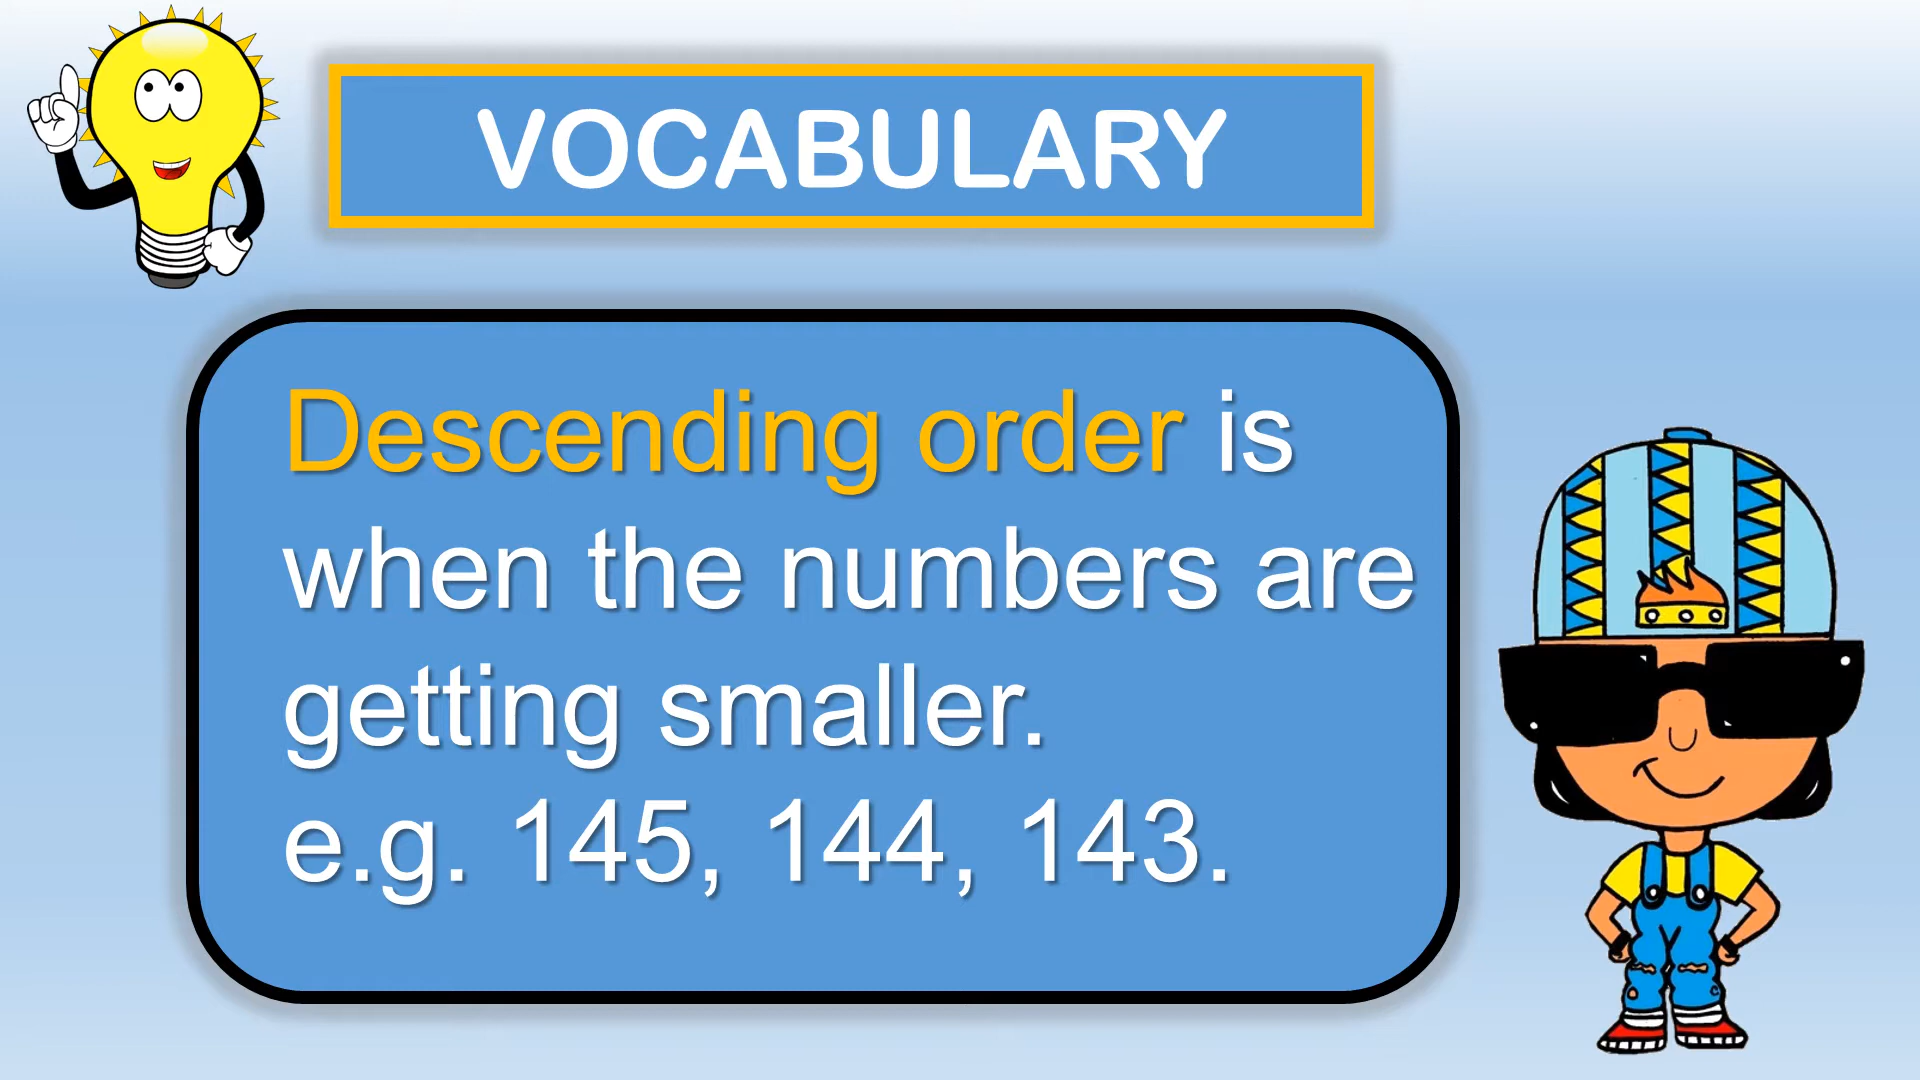 VOCABULARY
Descending order is
when the numbers are
getting smaller.
e.g. 145, 144, 143.